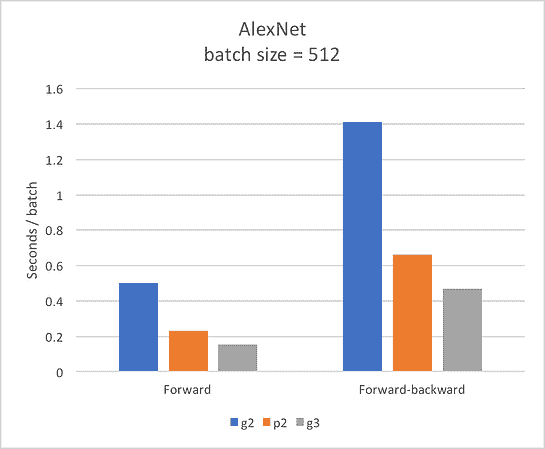 AlexNet
batch size = 512
1.6
1.4
1.2
1
0.8
0.6
0.4
0.2
0
Seconds / batch
Forward
Forward-backward
g2 p2 g3